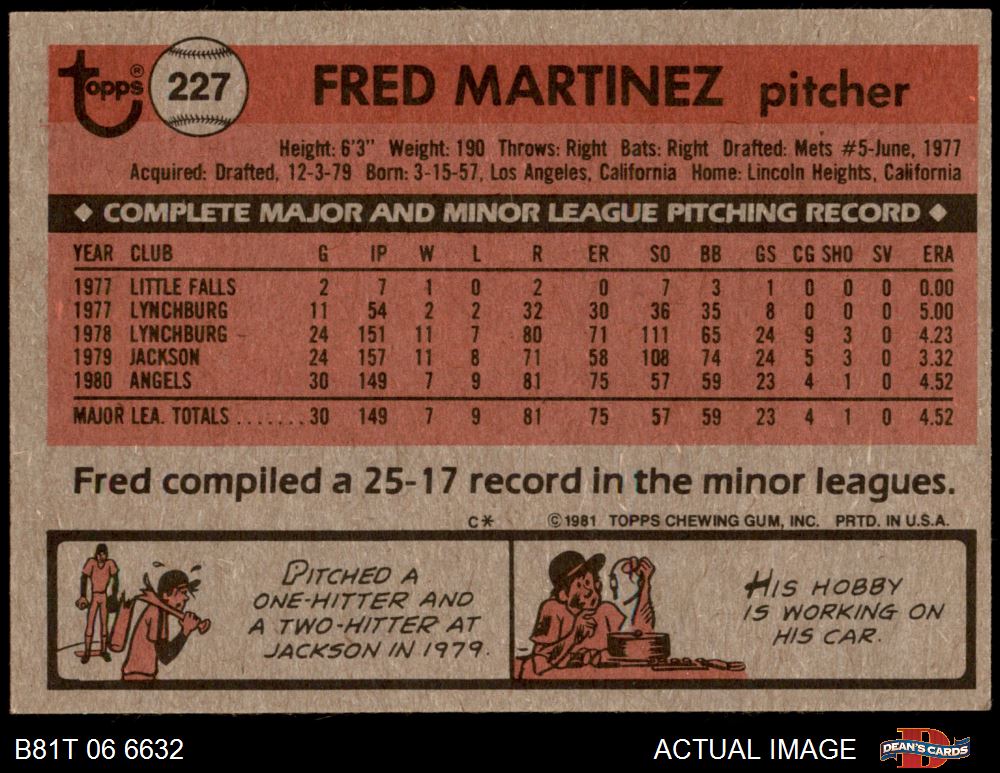 Topps® 227 FRED MARTINEZ pitcher
Height: 6'3" Weight: 190 Throws: Right Bats: Right Drafted: Mets #5-June, 1977
Acquired: Drafted, 12-3-79 Born: 3-15-57, Los Angeles, California Home: Lincoln Heights, California
◆ COMPLETE MAJOR AND MINOR LEAGUE PITCHING RECORD ◆
YEAR CLUB G IP W L R ER SO BB GS CG SHO SV ERA
1977 LITTLE FALLS 2 7 1 0 2 0 7 3 1 0 0 0 0.00
1977 LYNCHBURG 11 54 2 2 32 30 36 35 8 0 0 0 5.00
1978 LYNCHBURG 24 151 11 7 80 71 111 65 24 9 3 0 4.23
1979 JACKSON 24 157 11 8 71 58 108 74 24 5 3 0 3.32
1980 ANGELS 30 149 7 9 81 75 57 59 23 4 1 0 4.52
MAJOR LEA. TOTALS ....... 30 149 7 9 81 75 57 59 23 4 1 0 4.52
Fred compiled a 25-17 record in the minor leagues.
C* ©1981 TOPPS CHEWING GUM, INC. PRTD. IN U.S.A.
PITCHED A
ONE-HITTER AND
A TWO-HITTER AT
JACKSON IN 1979.
HIS HOBBY
IS WORKING ON
HIS CAR.
B81T 06 6632 ACTUAL IMAGE DEAN'S CARDS